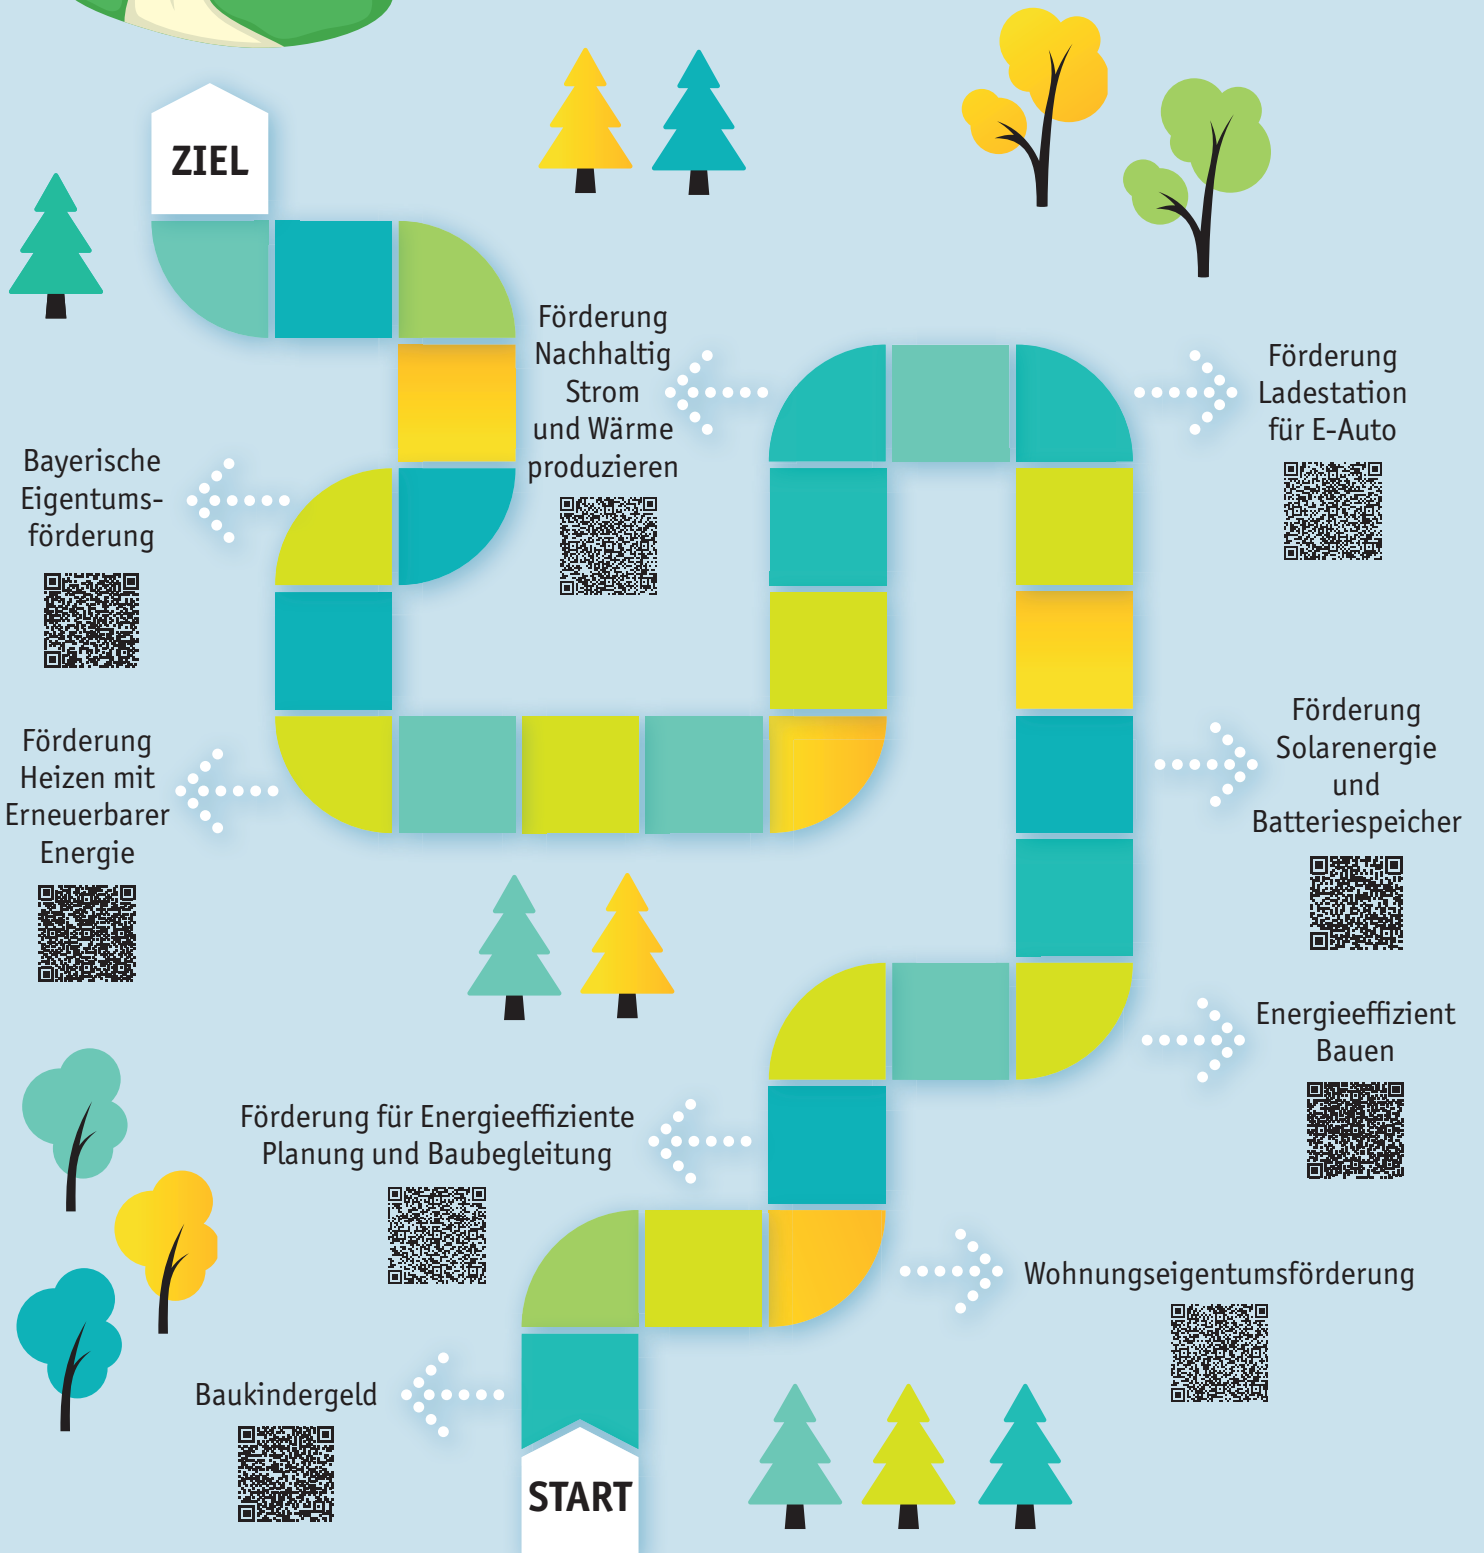 ZIEL
Förderung
Nachhaltig
Strom
und Wärme
produzieren
Förderung
Ladestation
für E-Auto
Bayerische
Eigentums-
förderung
Förderung
Heizen mit
Erneuerbarer
Energie
Förderung
Solarenergie
und
Batteriespeicher
Energieeffizient
Bauen
Förderung für Energieeffiziente
Planung und Baubegleitung
Wohnungseigentumsförderung
Baukindergeld
START